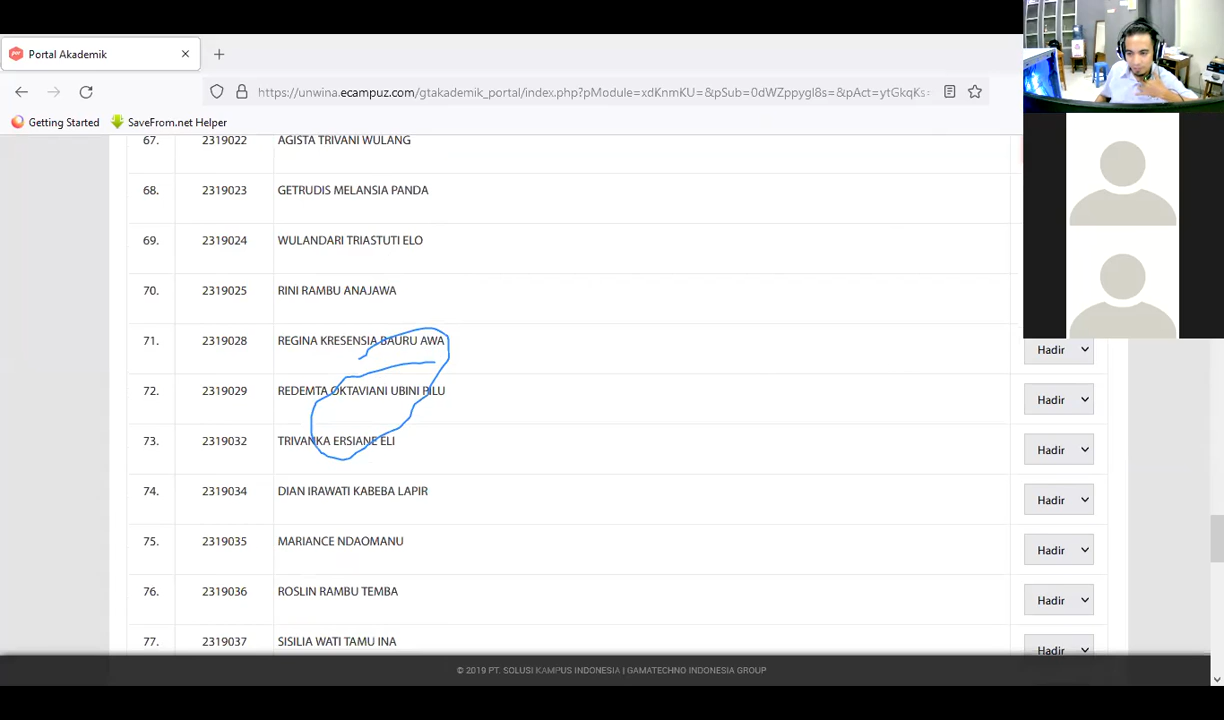 Portal Akademik
https://unwina.ecampuz.com/gtakademik_portal/index.php?pModule=xdKnmKU=&pSub=0dWZppygl8s=&pAct=ytGkqKs=
Getting Started SaveFrom.net Helper
67. 2319022 AGISTA TRIVANI WULANG
68. 2319023 GETRUDIS MELANSIA PANDA
69. 2319024 WULANDARI TRIASTUTI ELO
70. 2319025 RINI RAMBU ANAJAWA
71. 2319028 REGINA KRESENSIA BAURU AWA Hadir
72. 2319029 REDEMTA OKTAVIANI UBINI PILU Hadir
73. 2319032 TRIVANKA ERSIANE ELI Hadir
74. 2319034 DIAN IRAWATI KABEBA LAPIR Hadir
75. 2319035 MARIANCE NDAOMANU Hadir
76. 2319036 ROSLIN RAMBU TEMBA Hadir
77. 2319037 SISILIA WATI TAMU INA Hadir
© 2019 PT. SOLUSI KAMPUS INDONESIA | GAMATECHNO INDONESIA GROUP